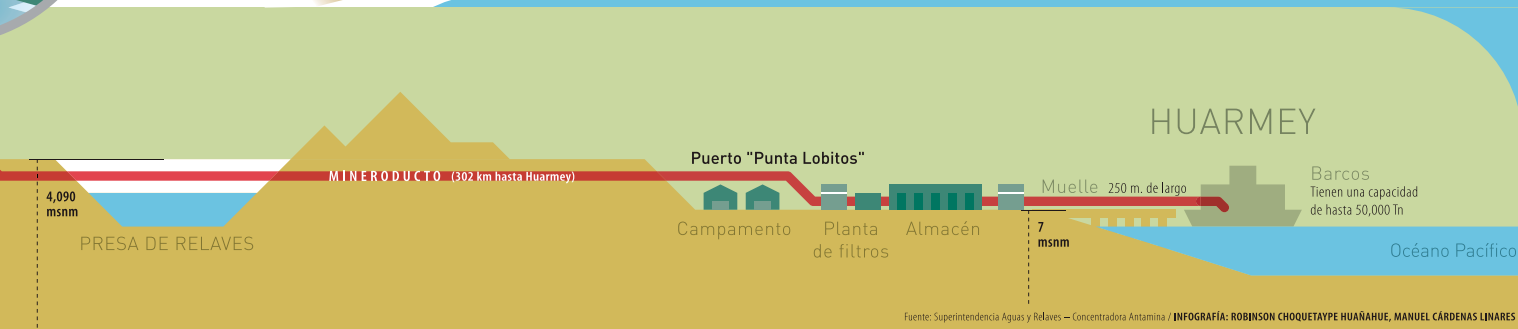 HUARMEY
Puerto "Punta Lobitos"
MINERODUCTO (302 km hasta Huarmey)
4,090
msnm
PRESA DE RELAVES
Campamento
Planta
de filtros
Almacén
Muelle 250 m. de largo
7
msnm
Barcos
Tienen una capacidad
de hasta 50,000 Tn
Océano Pacífico
Fuente: Superintendencia Aguas y Relaves – Concentradora Antamina / INFOGRAFÍA: ROBINSON CHOQUETAYPE HUAÑAHUE, MANUEL CÁRDENAS LINARES